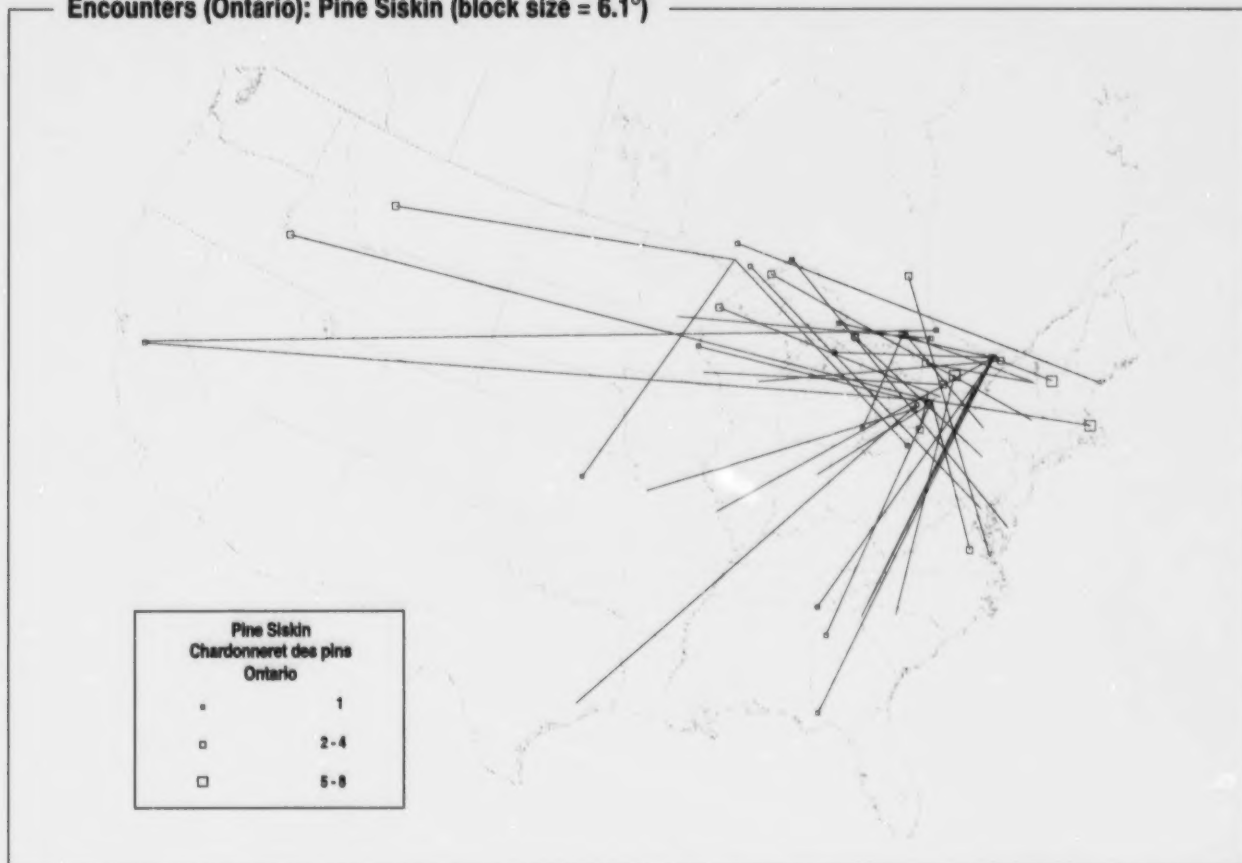 Encounters (Ontario): Pine Siskin (block size = 6.1°)
Pine Siskin
Chardonneret des pins
Ontario
1
2 - 4
5 - 8